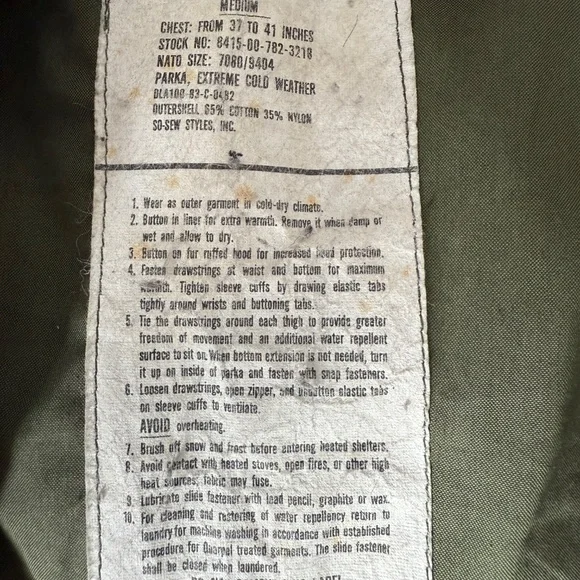 MEDIUM
CHEST: FROM 37 TO 41 INCHES
STOCK NO: 8415-00-782-3218
NATO SIZE: 7080/9404
PARKA, EXTREME COLD WEATHER
DLA100-83-C-0492
OUTERSHELL 65% COTTON 35% NYLON
SO-SEW STYLES, INC.
1. Wear as outer garment in cold-dry climate.
2. Button in liner for extra warmth. Remove it when damp or
wet and allow to dry.
3. Button on fur ruffed hood for increased head protection.
4. Fasten drawstrings at waist and bottom for maximum
warmth. Tighten sleeve cuffs by drawing elastic tabs
tightly around wrists and buttoning tabs.
5. Tie the drawstrings around each thigh to provide greater
freedom of movement and an additional water repellent
surface to sit on. When bottom extension is not needed, turn
it up on inside of parka and fasten with snap fasteners.
6. Loosen drawstrings, open zipper, and unbutton elastic tabs
on sleeve cuffs to ventilate.
AVOID overheating.
7. Brush off snow and frost before entering heated shelters.
8. Avoid contact with heated stoves, open fires, or other high
heat sources; fabric may fuse.
9. Lubricate slide fastener with lead pencil, graphite or wax.
10. For cleaning and restoring of water repellency return to
laundry for machine washing in accordance with established
procedure for Quarpel treated garments. The slide fastener
shall be closed when laundered.